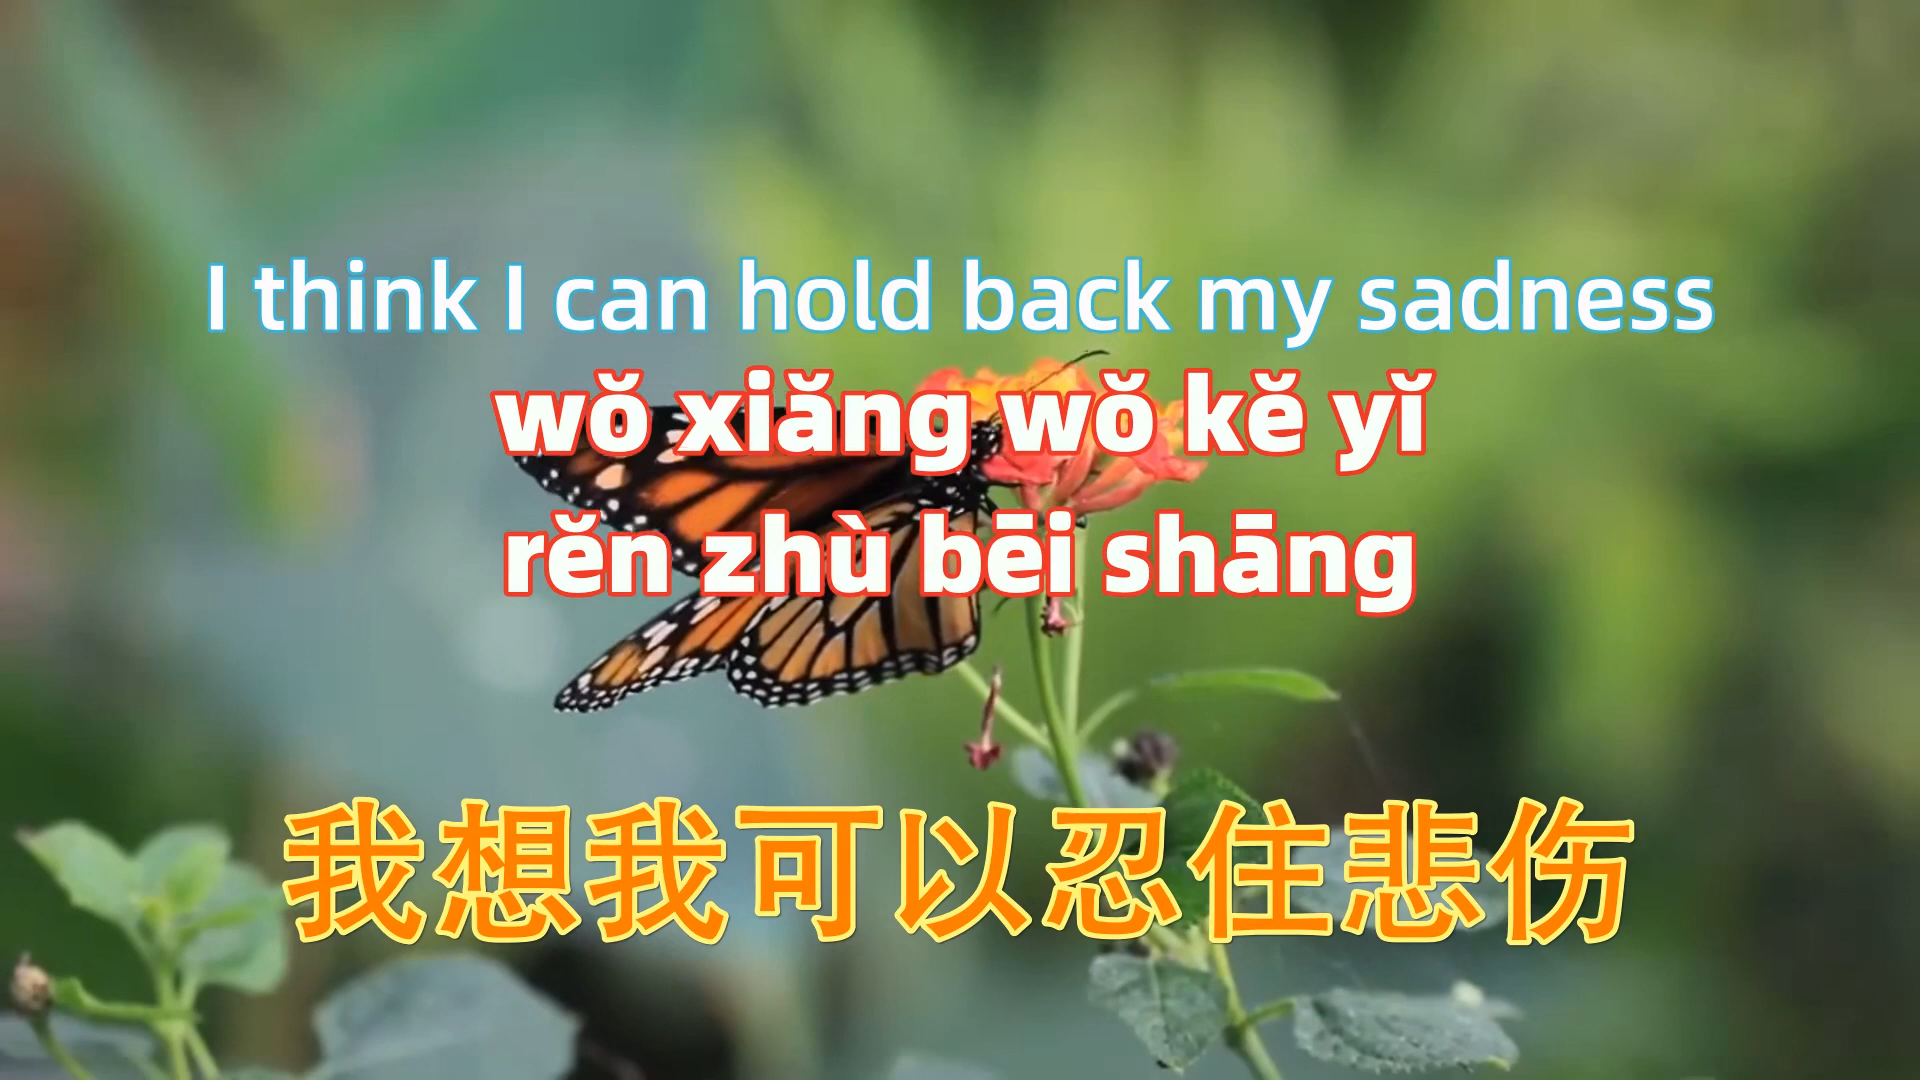 I think I can hold back my sadness
wǒ xiǎng wǒ kě yǐ
rěn zhù bēi shāng
我想我可以忍住悲伤